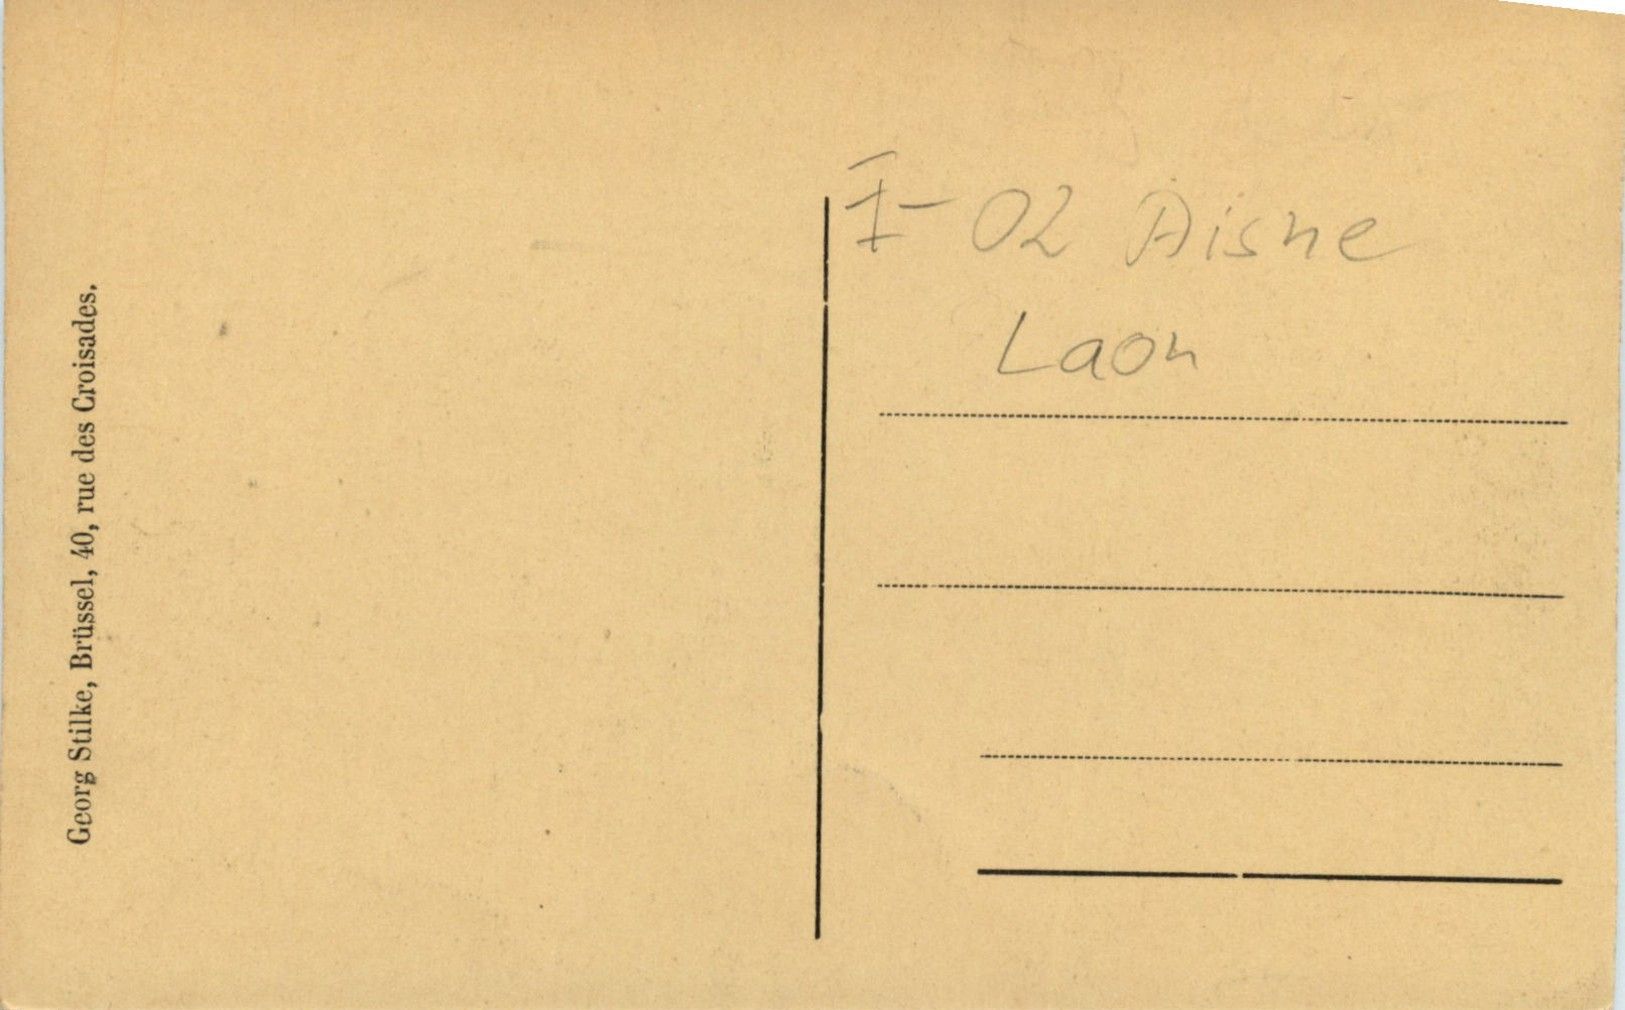 Georg Stilke, Brüssel, 40, rue des Croisades.
F- 02 Aisne
Laon